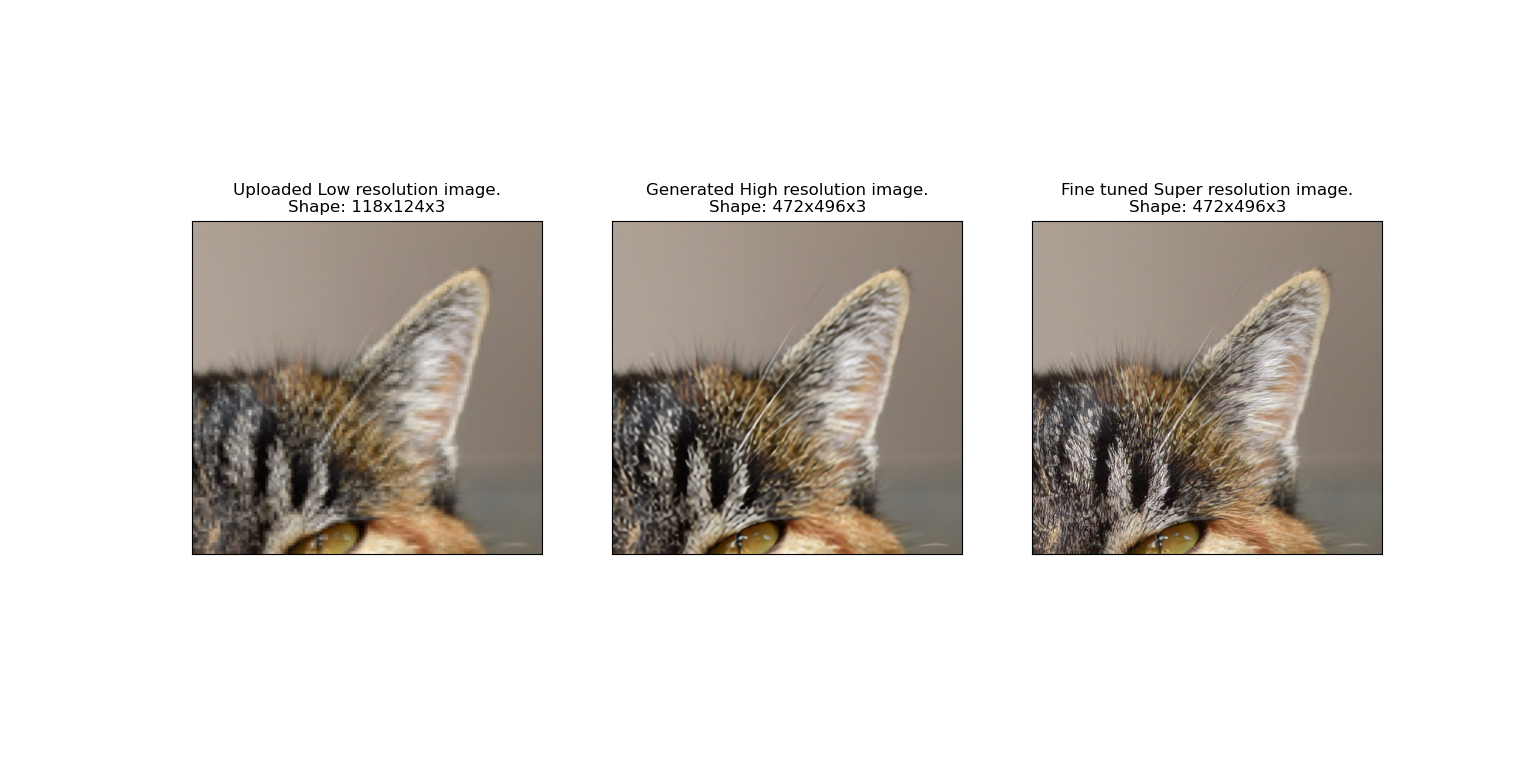 Uploaded Low resolution image.
Shape: 118x124x3
Generated High resolution image.
Shape: 472x496x3
Fine tuned Super resolution image.
Shape: 472x496x3